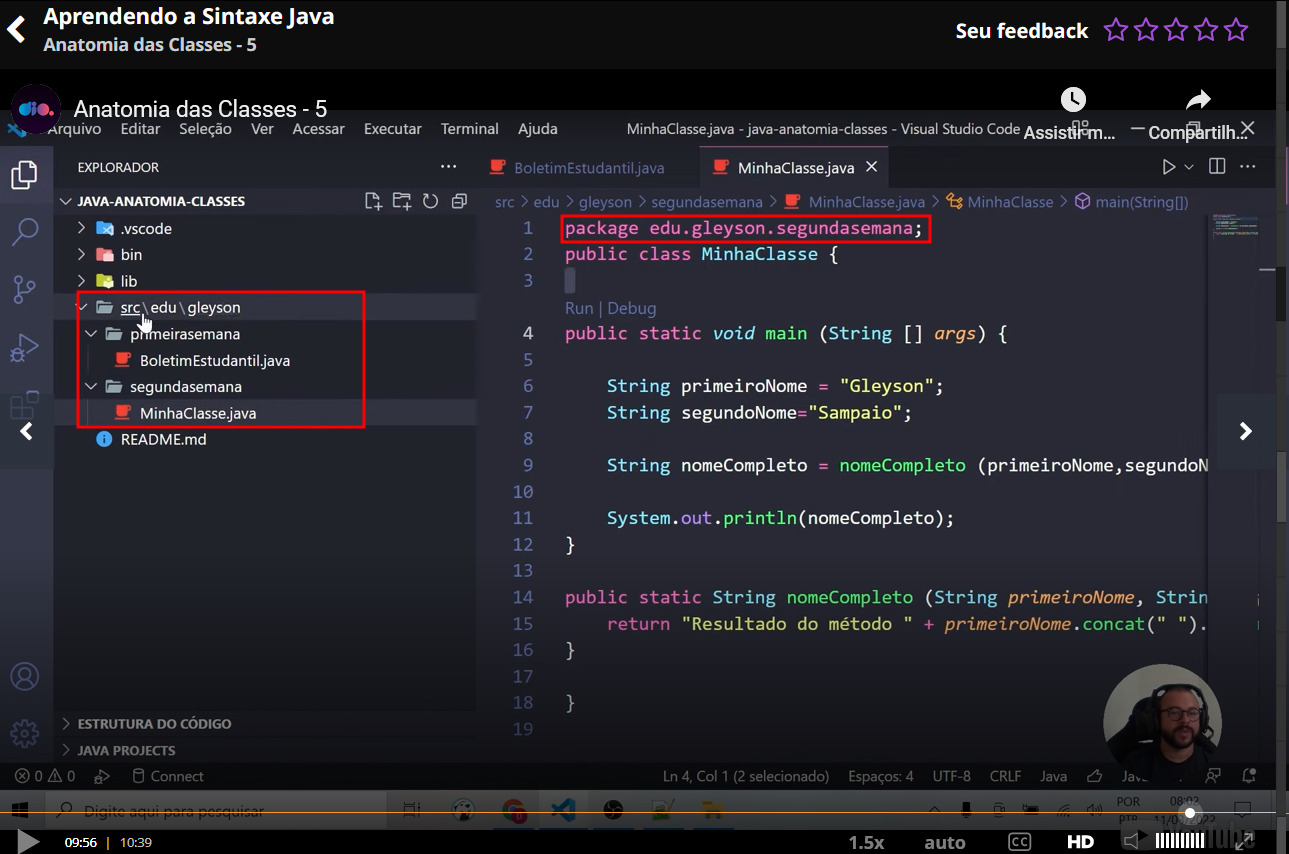 Aprendendo a Sintaxe Java
Anatomia das Classes - 5
Seu feedback
dio.
Anatomia das Classes - 5
Assistir m...
Compartilh...
Arquivo Editar Seleção Ver Acessar Executar Terminal Ajuda
MinhaClasse.java - java-anatomia-classes - Visual Studio Code
EXPLORADOR
JAVA-ANATOMIA-CLASSES
.vscode
bin
lib
src \ edu \ gleyson
primeirasemana
BoletimEstudantil.java
segundasemana
MinhaClasse.java
README.md
ESTRUTURA DO CÓDIGO
JAVA PROJECTS
BoletimEstudantil.java
MinhaClasse.java
src > edu > gleyson > segundasemana > MinhaClasse.java > MinhaClasse > main(String[])
1 package edu.gleyson.segundasemana;
2 public class MinhaClasse {
3
Run | Debug
4 public static void main (String [] args) {
5
6 String primeiroNome = "Gleyson";
7 String segundoNome="Sampaio";
8
9 String nomeCompleto = nomeCompleto (primeiroNome,segundoN
10
11 System.out.println(nomeCompleto);
12 }
13
14 public static String nomeCompleto (String primeiroNome, Strin
15 return "Resultado do método " + primeiroNome.concat(" ").
16 }
17
18 }
19
0 0 Connect
Ln 4, Col 1 (2 selecionado) Espaços: 4 UTF-8 CRLF Java
Digite aqui para pesquisar
POR
PTB
08:02
09:56 | 10:39
1.5x auto CC HD
YouTube